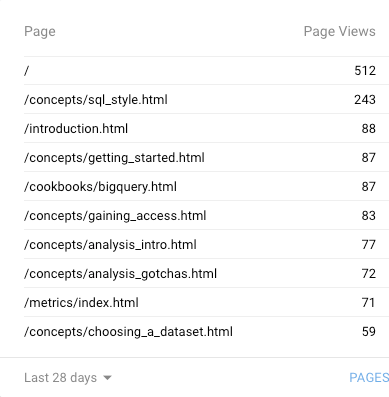 Page Page Views
/ 512
/concepts/sql_style.html 243
/introduction.html 88
/concepts/getting_started.html 87
/cookbooks/bigquery.html 87
/concepts/gaining_access.html 83
/concepts/analysis_intro.html 77
/concepts/analysis_gotchas.html 72
/metrics/index.html 71
/concepts/choosing_a_dataset.html 59
Last 28 days PAGES